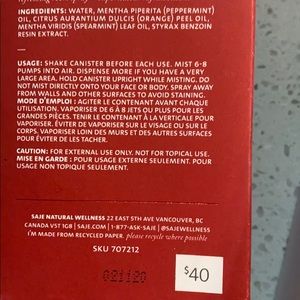 INGREDIENTS: WATER, MENTHA PIPERITA (PEPPERMINT)
OIL, CITRUS AURANTIUM DULCIS (ORANGE) PEEL OIL,
MENTHA VIRIDIS (SPEARMINT) LEAF OIL, STYRAX BENZOIN
RESIN EXTRACT.
USAGE: SHAKE CANISTER BEFORE EACH USE. MIST 6-8
PUMPS INTO AIR. DISPENSE MORE IF YOU HAVE A VERY
LARGE AREA. HOLD CANISTER UPRIGHT WHILE MISTING. DO
NOT MIST DIRECTLY ONTO YOUR FACE OR BODY. SPRAY AWAY
FROM WALLS AND OTHER SURFACES TO AVOID STAINING.
MODE D'EMPLOI : AGITER LE CONTENANT AVANT CHAQUE
UTILISATION. VAPORISER DE 6 À 8 JETS OU PLUS POUR LES
GRANDES PIÈCES. TENIR LE CONTENANT À LA VERTICALE POUR
VAPORISER. ÉVITER DE VAPORISER SUR LE VISAGE OU SUR LE
CORPS. VAPORISER LOIN DES MURS ET DES AUTRES SURFACES
POUR ÉVITER DE LES TACHER.
CAUTION: FOR EXTERNAL USE ONLY. NOT FOR TOPICAL USE.
MISE EN GARDE : POUR USAGE EXTERNE SEULEMENT. POUR
USAGE NON TOPIQUE SEULEMENT.
SAJE NATURAL WELLNESS 22 EAST 5TH AVE VANCOUVER, BC
CANADA V5T 1G8 | SAJE.COM | 1-877-ASK-SAJE | @SAJEWELLNESS
I'M MADE FROM RECYCLED PAPER. please recycle where possible
SKU 707212
021120
$40